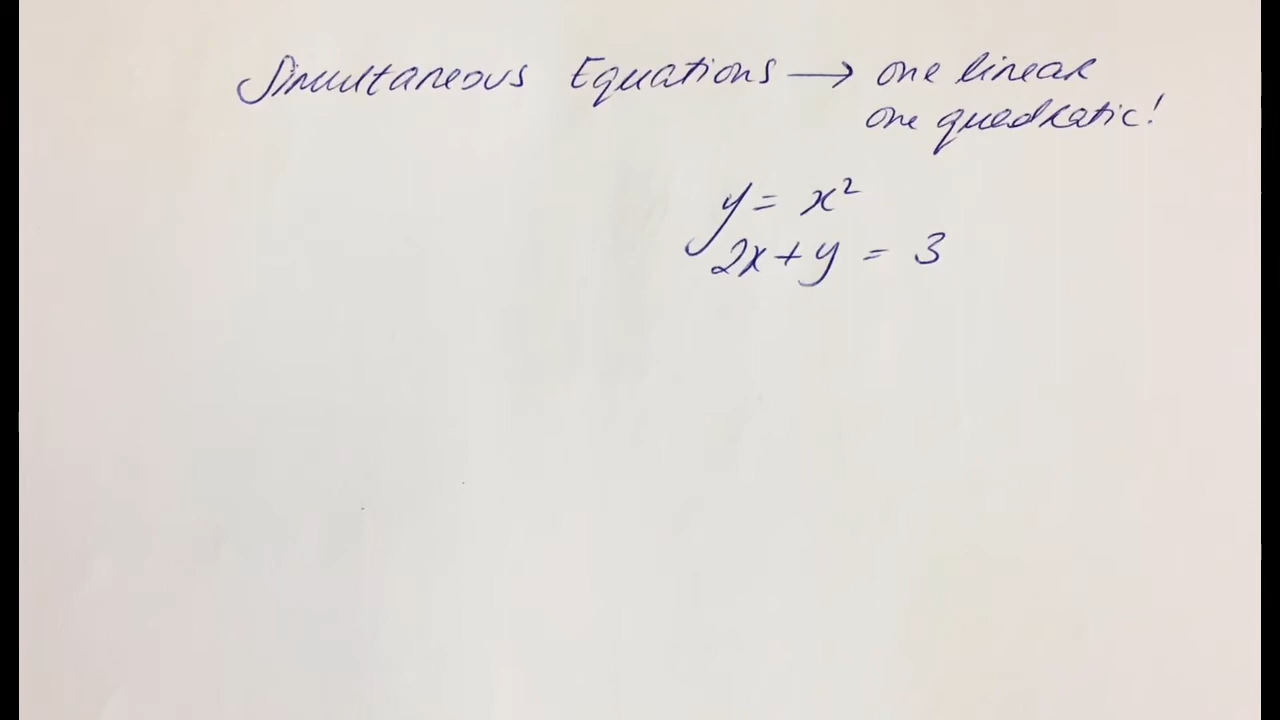 Simultaneous Equations → one linear
one quadratic!
y = x²
2x + y = 3